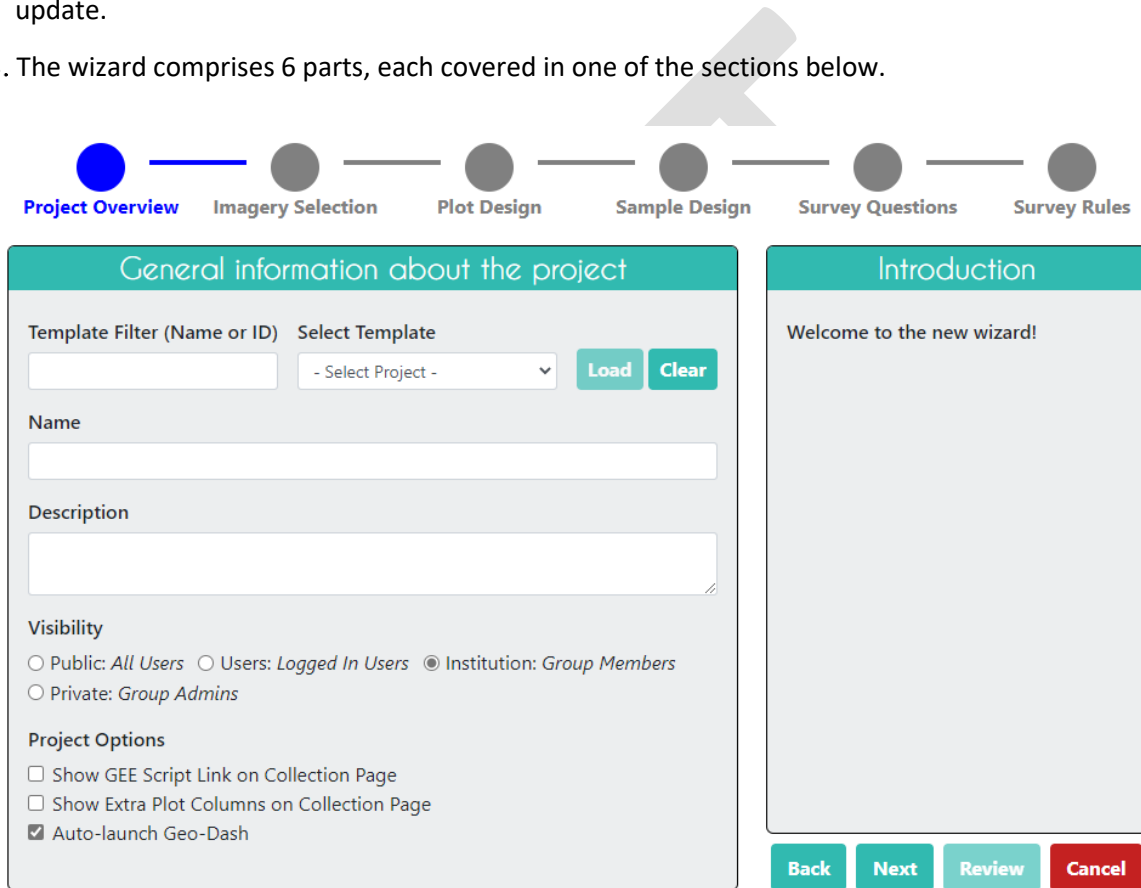 update.
. The wizard comprises 6 parts, each covered in one of the sections below.
Project Overview Imagery Selection Plot Design Sample Design Survey Questions Survey Rules
General information about the project
Template Filter (Name or ID) Select Template
- Select Project - Load Clear
Name
Description
Visibility
Public: All Users Users: Logged In Users Institution: Group Members
Private: Group Admins
Project Options
Show GEE Script Link on Collection Page
Show Extra Plot Columns on Collection Page
Auto-launch Geo-Dash
Introduction
Welcome to the new wizard!
Back Next Review Cancel